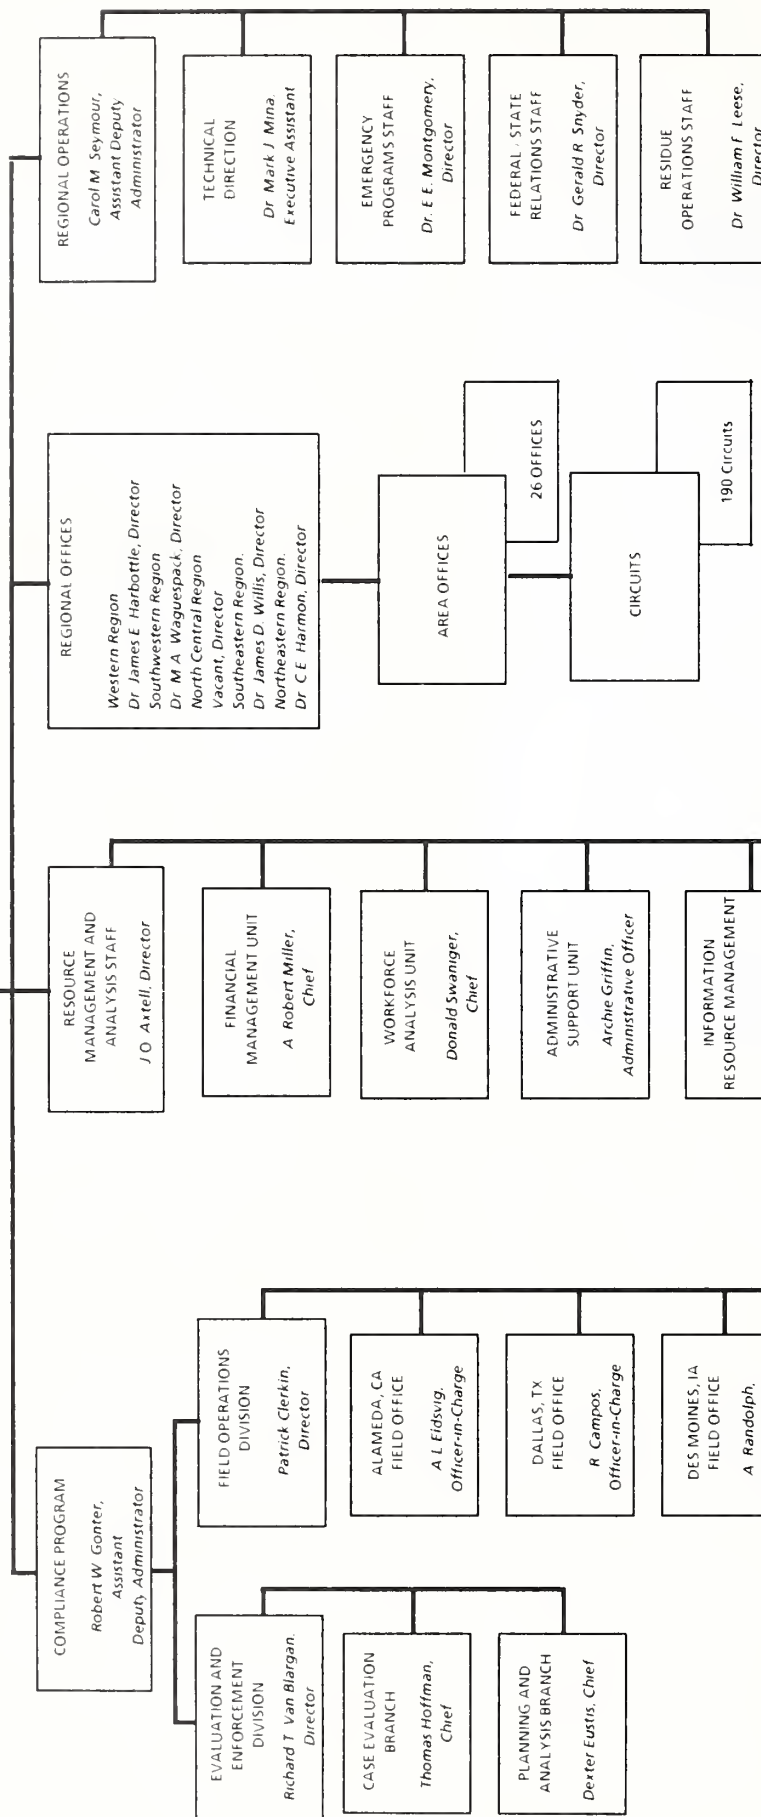 COMPLIANCE PROGRAM
Robert W. Gonter,
Assistant
Deputy Administrator
EVALUATION AND
ENFORCEMENT
DIVISION
Richard T Van Blargan.
Director
CASE EVALUATION
BRANCH
Thomas Hoffman,
Chief
PLANNING AND
ANALYSIS BRANCH
Dexter Eustis, Chief
FIELD OPERATIONS
DIVISION
Patrick Clerkin,
Director
ALAMEDA, CA
FIELD OFFICE
A L Eidsvig.
Officer-in-Charge
DALLAS, TX
FIELD OFFICE
R Campos,
Officer-in-Charge
DES MOINES, IA
FIELD OFFICE
A Randolph,
RESOURCE
MANAGEMENT AND
ANALYSIS STAFF
J O Axtell, Director
FINANCIAL
MANAGEMENT UNIT
A Robert Miller,
Chief
WORKFORCE
ANALYSIS UNIT
Donald Swaniger,
Chief
ADMINISTRATIVE
SUPPORT UNIT
Archie Griffin,
Administrative Officer
INFORMATION
RESOURCE MANAGEMENT
REGIONAL OFFICES
Western Region
Dr James E Harbottle, Director
Southwestern Region
Dr M A Waguespack, Director
North Central Region
Vacant, Director
Southeastern Region.
Dr James D. Willis, Director
Northeastern Region.
Dr C E Harmon, Director
AREA OFFICES
26 OFFICES
CIRCUITS
190 Circuits
REGIONAL OPERATIONS
Carol M Seymour,
Assistant Deputy
Administrator
TECHNICAL
DIRECTION
Dr Mark J Mina.
Executive Assistant
EMERGENCY
PROGRAMS STAFF
Dr. E E. Montgomery,
Director
FEDERAL / STATE
RELATIONS STAFF
Dr Gerald R Snyder,
Director
RESIDUE
OPERATIONS STAFF
Dr William F Leese,
Director